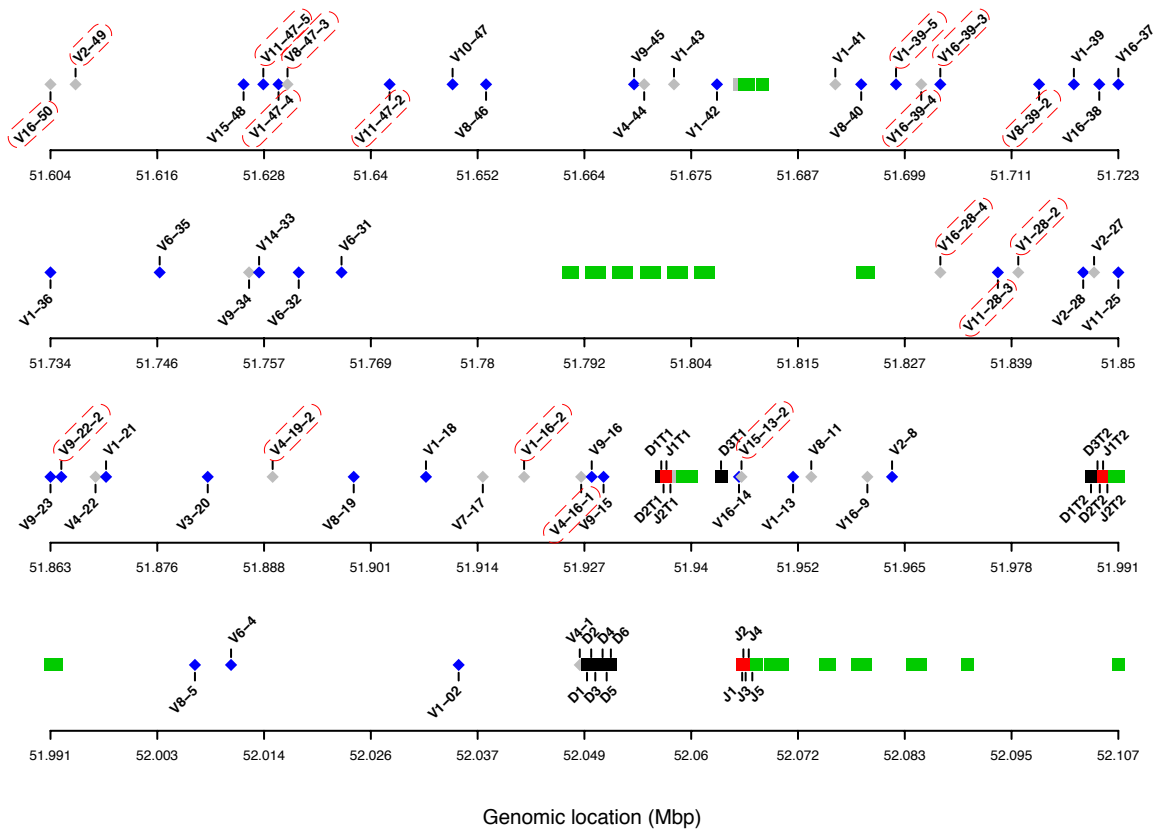 V2–49 V11–47–5 V8–47–3 V10–47 V9–45 V1–43 V1–41 V1–39–5 V16–39–3 V1–39 V16–37
V16–50 V15–48 V1–47–4 V11–47–2 V8–46 V4–44 V1–42 V8–40 V16–39–4 V8–39–2 V16–38
51.604 51.616 51.628 51.64 51.652 51.664 51.675 51.687 51.699 51.711 51.723
V6–35 V14–33 V6–31 V16–28–4 V1–28–2 V2–27
V1–36 V9–34 V6–32 V11–28–3 V2–28 V11–25
51.734 51.746 51.757 51.769 51.78 51.792 51.804 51.815 51.827 51.839 51.85
V9–22–2 V1–21 V4–19–2 V1–18 V1–16–2 V9–16 D1T1 J1T1 D3T1 V15–13–2 V8–11 V2–8 D3T2 J1T2
V9–23 V4–22 V3–20 V8–19 V7–17 V4–16–1 V9–15 D2T1 J2T1 V16–14 V1–13 V16–9 D1T2 D2T2 J2T2
51.863 51.876 51.888 51.901 51.914 51.927 51.94 51.952 51.965 51.978 51.991
V6–4 V4–1 D2 D4 D6 J2 J4
V8–5 V1–02 D1 D3 D5 J1 J3 J5
51.991 52.003 52.014 52.026 52.037 52.049 52.06 52.072 52.083 52.095 52.107
Genomic location (Mbp)